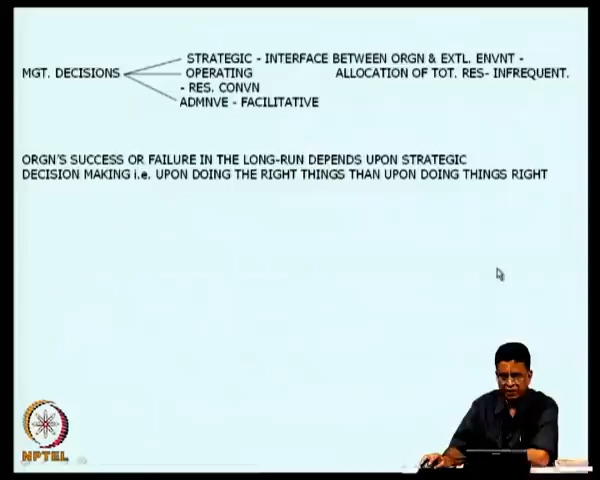 STRATEGIC - INTERFACE BETWEEN ORGN & EXTL. ENVNT -
MGT. DECISIONS OPERATING ALLOCATION OF TOT. RES- INFREQUENT.
- RES. CONVN
ADMNVE - FACILITATIVE
ORGN'S SUCCESS OR FAILURE IN THE LONG-RUN DEPENDS UPON STRATEGIC
DECISION MAKING i.e. UPON DOING THE RIGHT THINGS THAN UPON DOING THINGS RIGHT
NPTEL